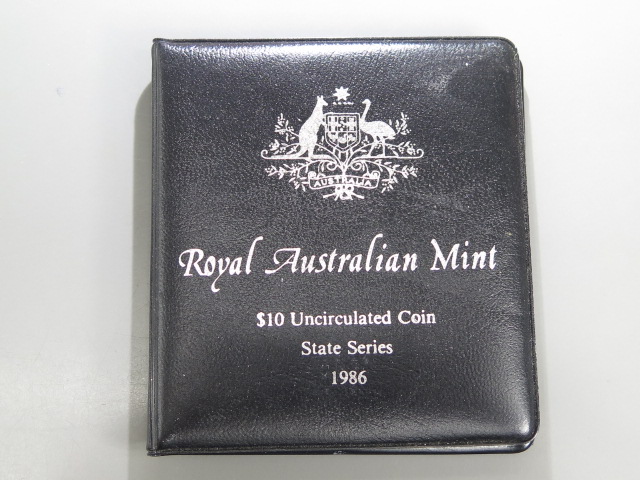 AUSTRALIA
Royal Australian Mint
$10 Uncirculated Coin
State Series
1986